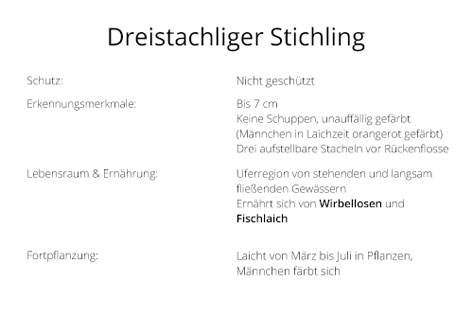 Dreistachliger Stichling
Schutz:
Nicht geschützt
Erkennungsmerkmale:
Bis 7 cm
Keine Schuppen, unauffällig gefärbt
(Männchen in Laichzeit orangerot gefärbt)
Drei aufstellbare Stacheln vor Rückenflosse
Lebensraum & Ernährung:
Uferregion von stehenden und langsam
fließenden Gewässern
Ernährt sich von Wirbellosen und
Fischlaich
Fortpflanzung:
Laicht von März bis Juli in Pflanzen,
Männchen färbt sich